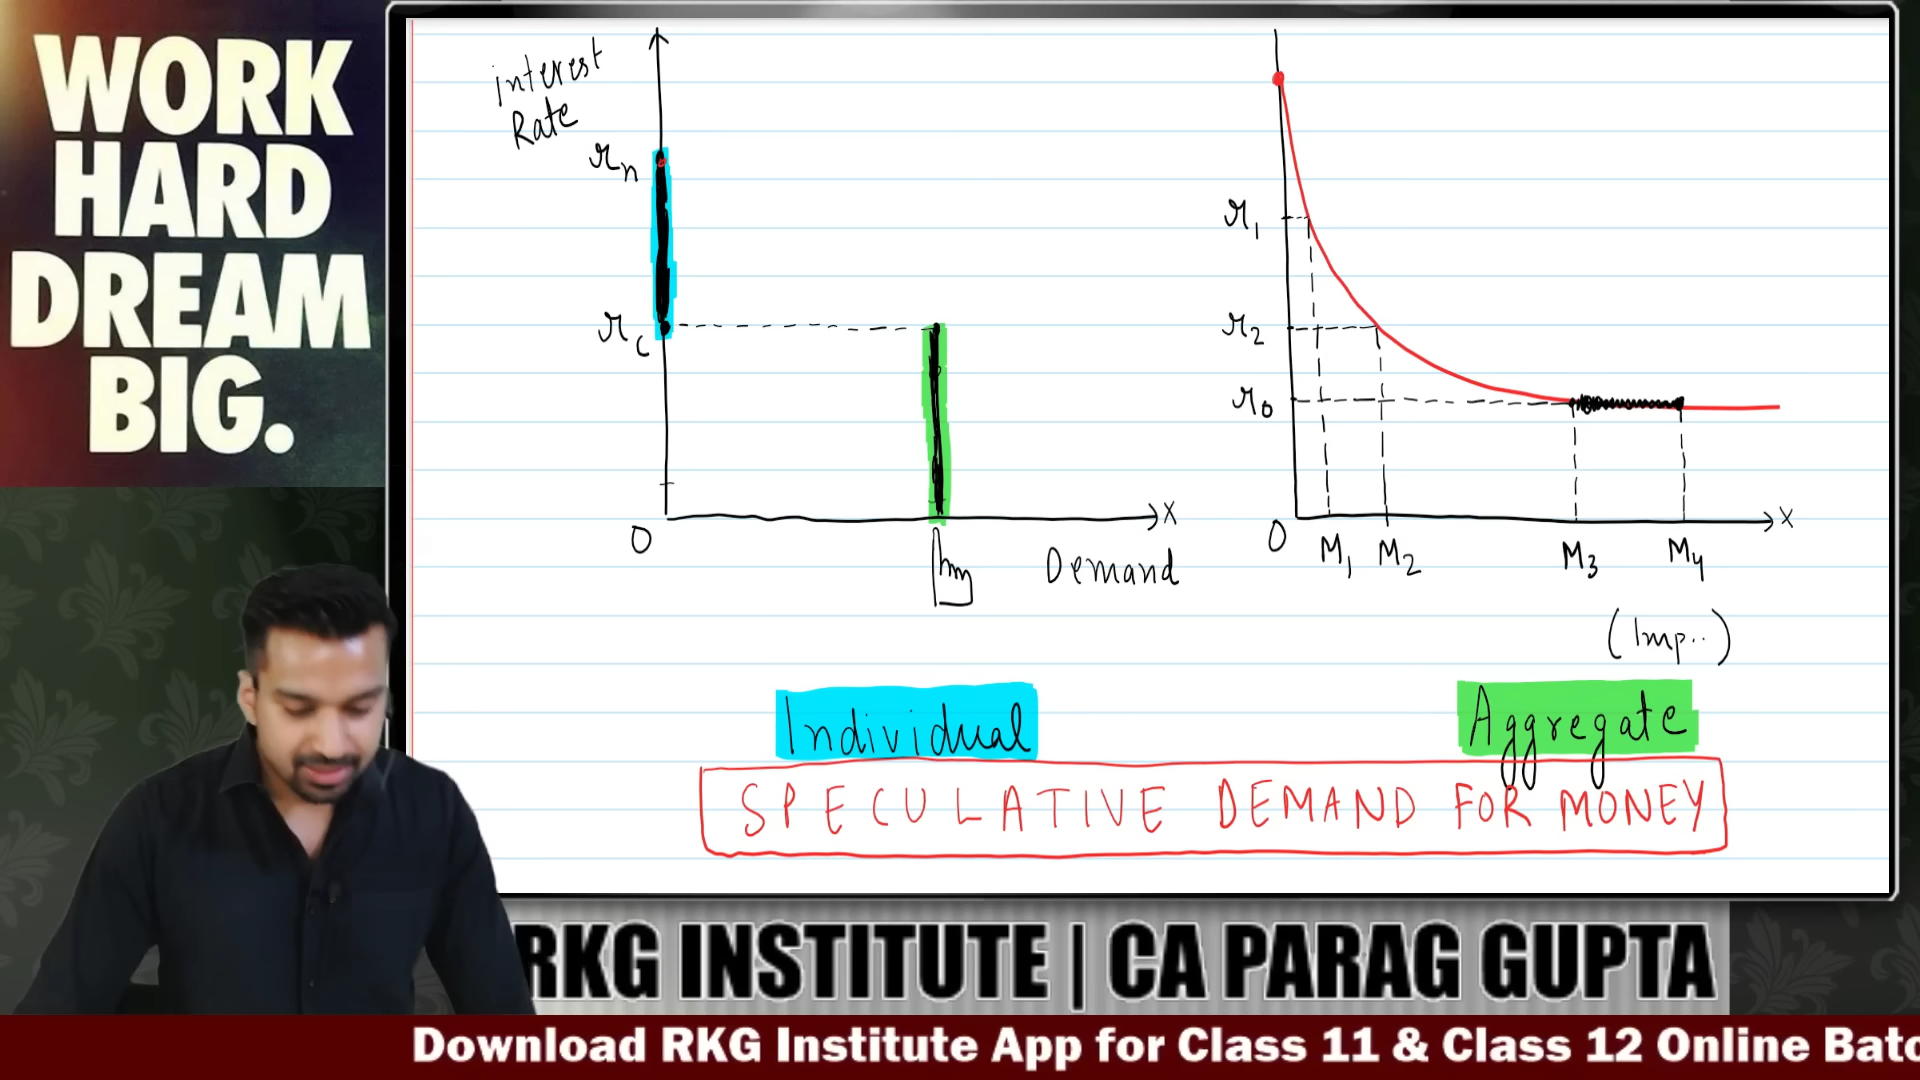 WORK
HARD
DREAM
BIG.
interest
Rate
rn
rc
O
X
Demand
r1
r2
r0
O
M1
M2
M3
M4
X
(Imp..)
Individual
Aggregate
SPECULATIVE DEMAND FOR MONEY
RKG INSTITUTE | CA PARAG GUPTA
Download RKG Institute App for Class 11 & Class 12 Online Batc